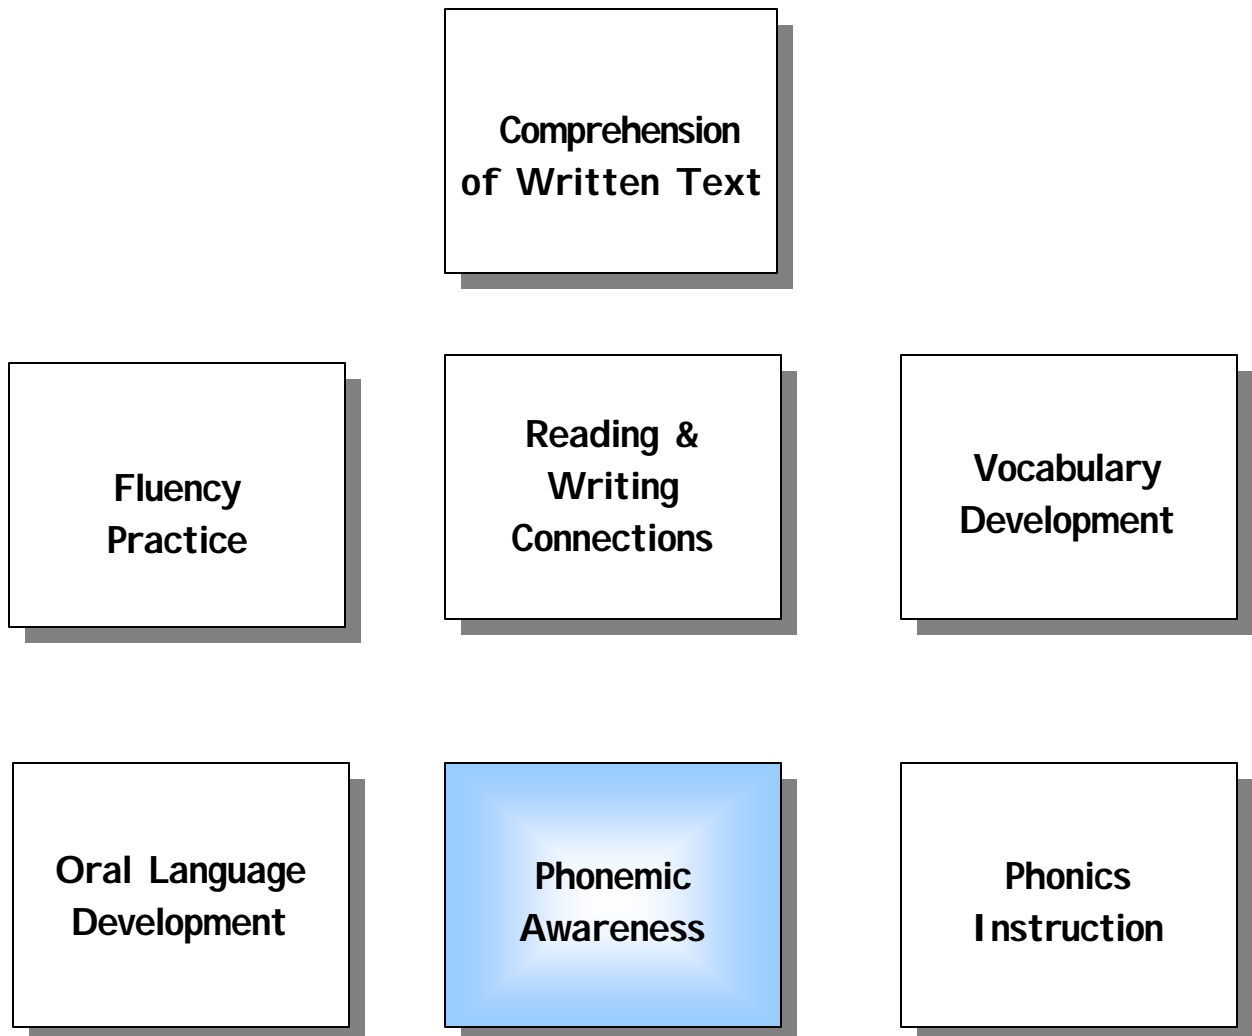 Comprehension
of Written Text
Fluency
Practice
Reading &
Writing
Connections
Vocabulary
Development
Oral Language
Development
Phonemic
Awareness
Phonics
Instruction